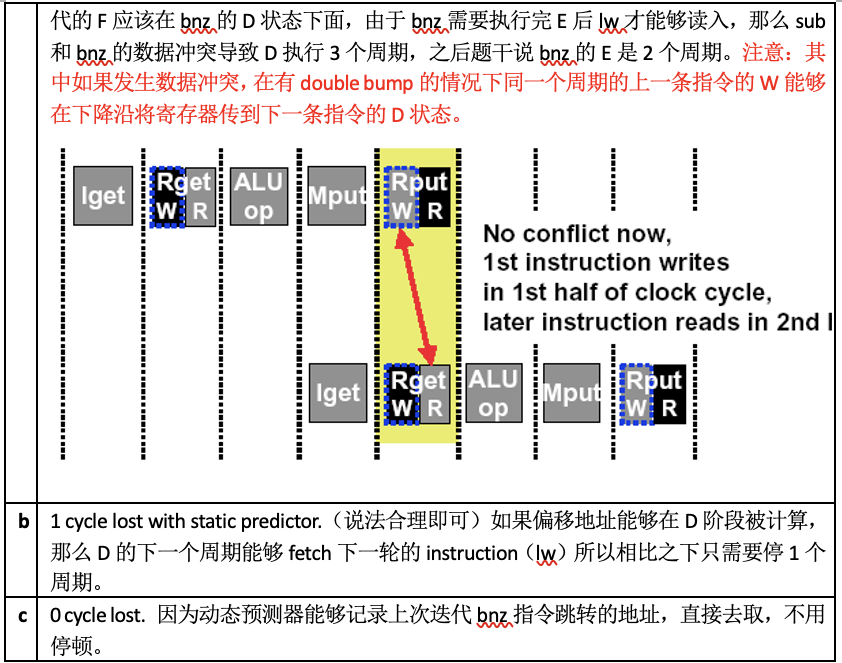 代的 F 应该在 bnz 的 D 状态下面，由于 bnz 需要执行完 E 后 lw 才能够读入，那么 sub
和 bnz 的数据冲突导致 D 执行 3 个周期，之后题干说 bnz 的 E 是 2 个周期。注意：其
中如果发生数据冲突，在有 double bump 的情况下同一个周期的上一条指令的 W 能够
在下降沿将寄存器传到下一条指令的 D 状态。
Iget
Rget
W R
ALU
op
Mput
Rput
W R
No conflict now,
1st instruction writes
in 1st half of clock cycle,
later instruction reads in 2nd
Iget
Rget
W R
ALU
op
Mput
Rput
W R
b 1 cycle lost with static predictor.（说法合理即可）如果偏移地址能够在 D 阶段被计算，
那么 D 的下一个周期能够 fetch 下一轮的 instruction（lw）所以相比之下只需要停 1 个
周期。
c 0 cycle lost. 因为动态预测器能够记录上次迭代 bnz 指令跳转的地址，直接去取，不用
停顿。